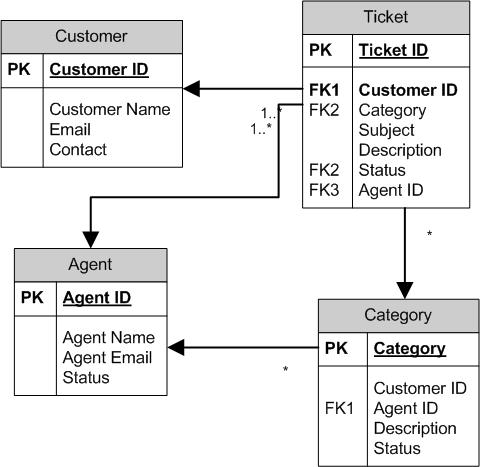 Customer
PK Customer ID
Customer Name
Email
Contact
Ticket
PK Ticket ID
FK1 Customer ID
FK2 Category
Subject
Description
FK2 Status
FK3 Agent ID
1..*
1..*
*
Agent
PK Agent ID
Agent Name
Agent Email
Status
*
Category
PK Category
Customer ID
FK1 Agent ID
Description
Status